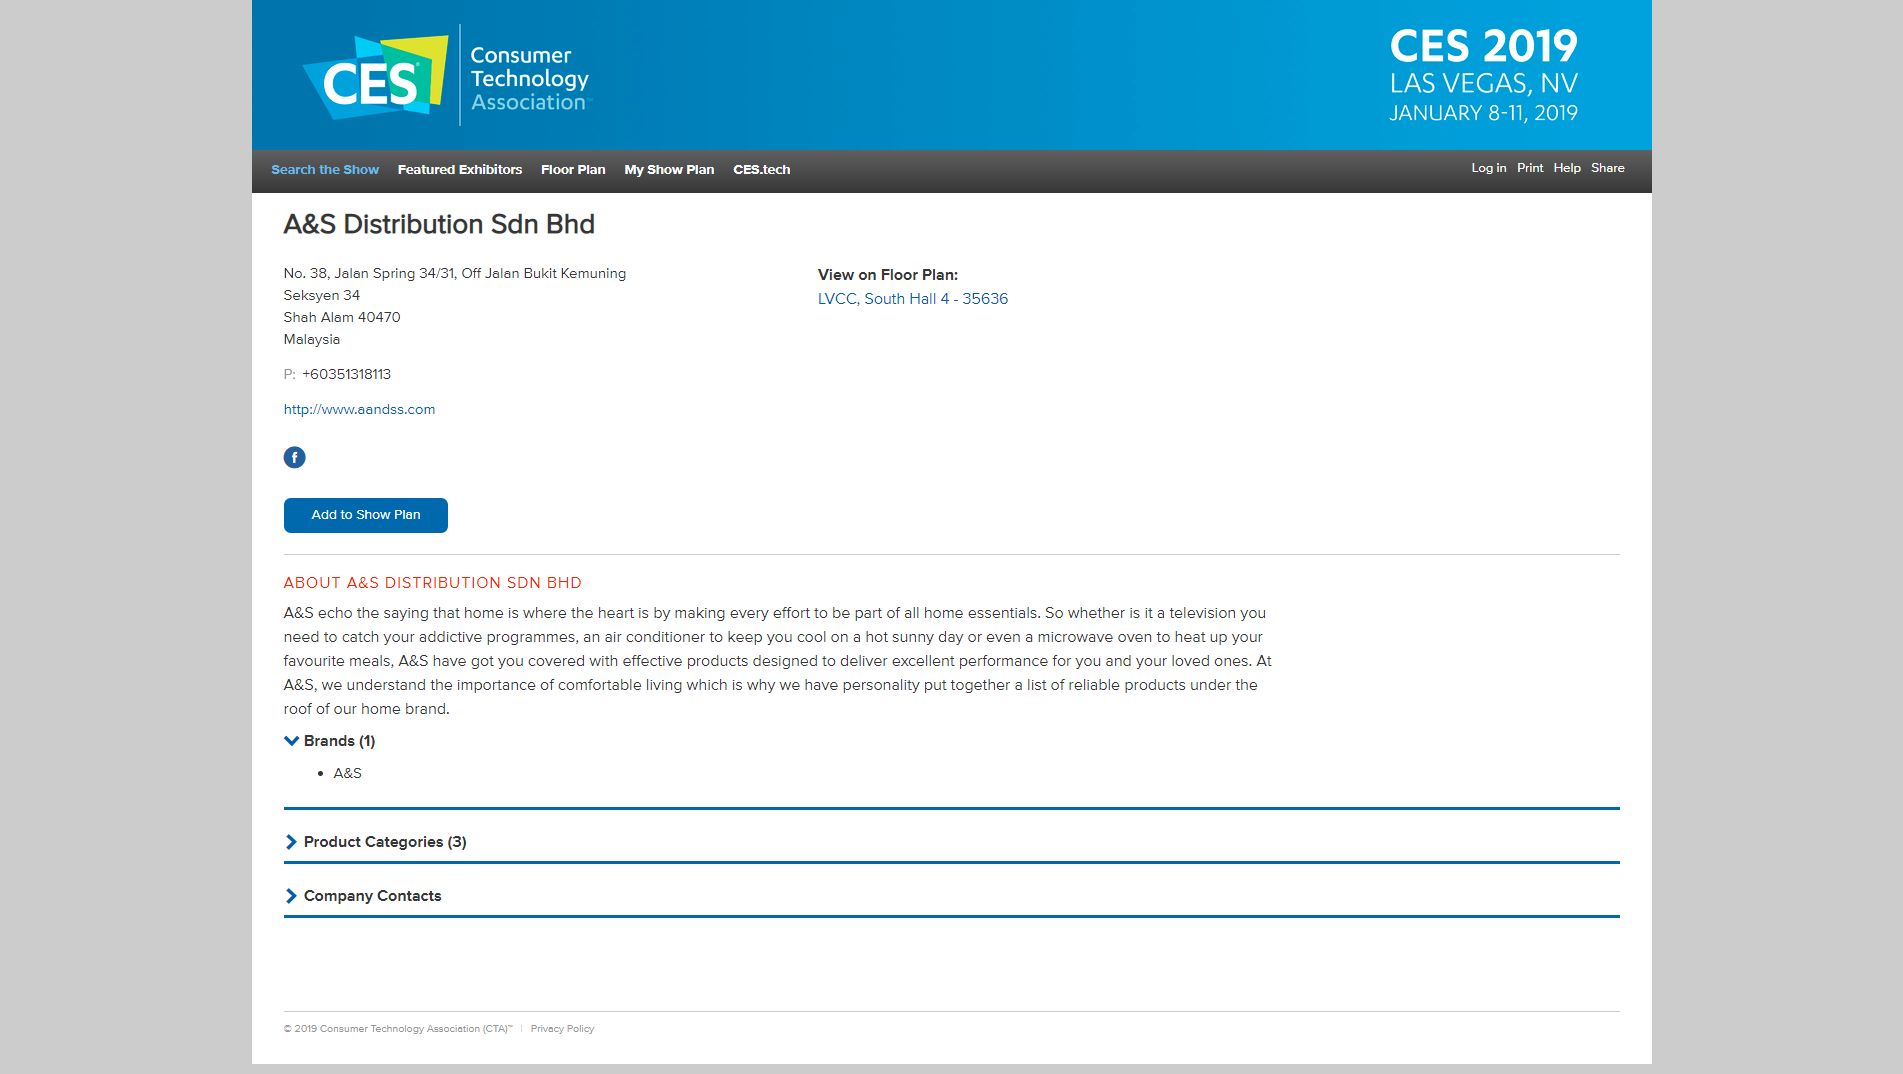 CES
Consumer
Technology
Association
CES 2019
LAS VEGAS, NV
JANUARY 8-11, 2019
Search the Show Featured Exhibitors Floor Plan My Show Plan CES.tech
Log in Print Help Share
A&S Distribution Sdn Bhd
No. 38, Jalan Spring 34/31, Off Jalan Bukit Kemuning
Seksyen 34
Shah Alam 40470
Malaysia
P: +60351318113
http://www.aandss.com
f
View on Floor Plan:
LVCC, South Hall 4 - 35636
Add to Show Plan
ABOUT A&S DISTRIBUTION SDN BHD
A&S echo the saying that home is where the heart is by making every effort to be part of all home essentials. So whether is it a television you
need to catch your addictive programmes, an air conditioner to keep you cool on a hot sunny day or even a microwave oven to heat up your
favourite meals, A&S have got you covered with effective products designed to deliver excellent performance for you and your loved ones. At
A&S, we understand the importance of comfortable living which is why we have personality put together a list of reliable products under the
roof of our home brand.
Brands (1)
• A&S
Product Categories (3)
Company Contacts
© 2019 Consumer Technology Association (CTA)™ | Privacy Policy